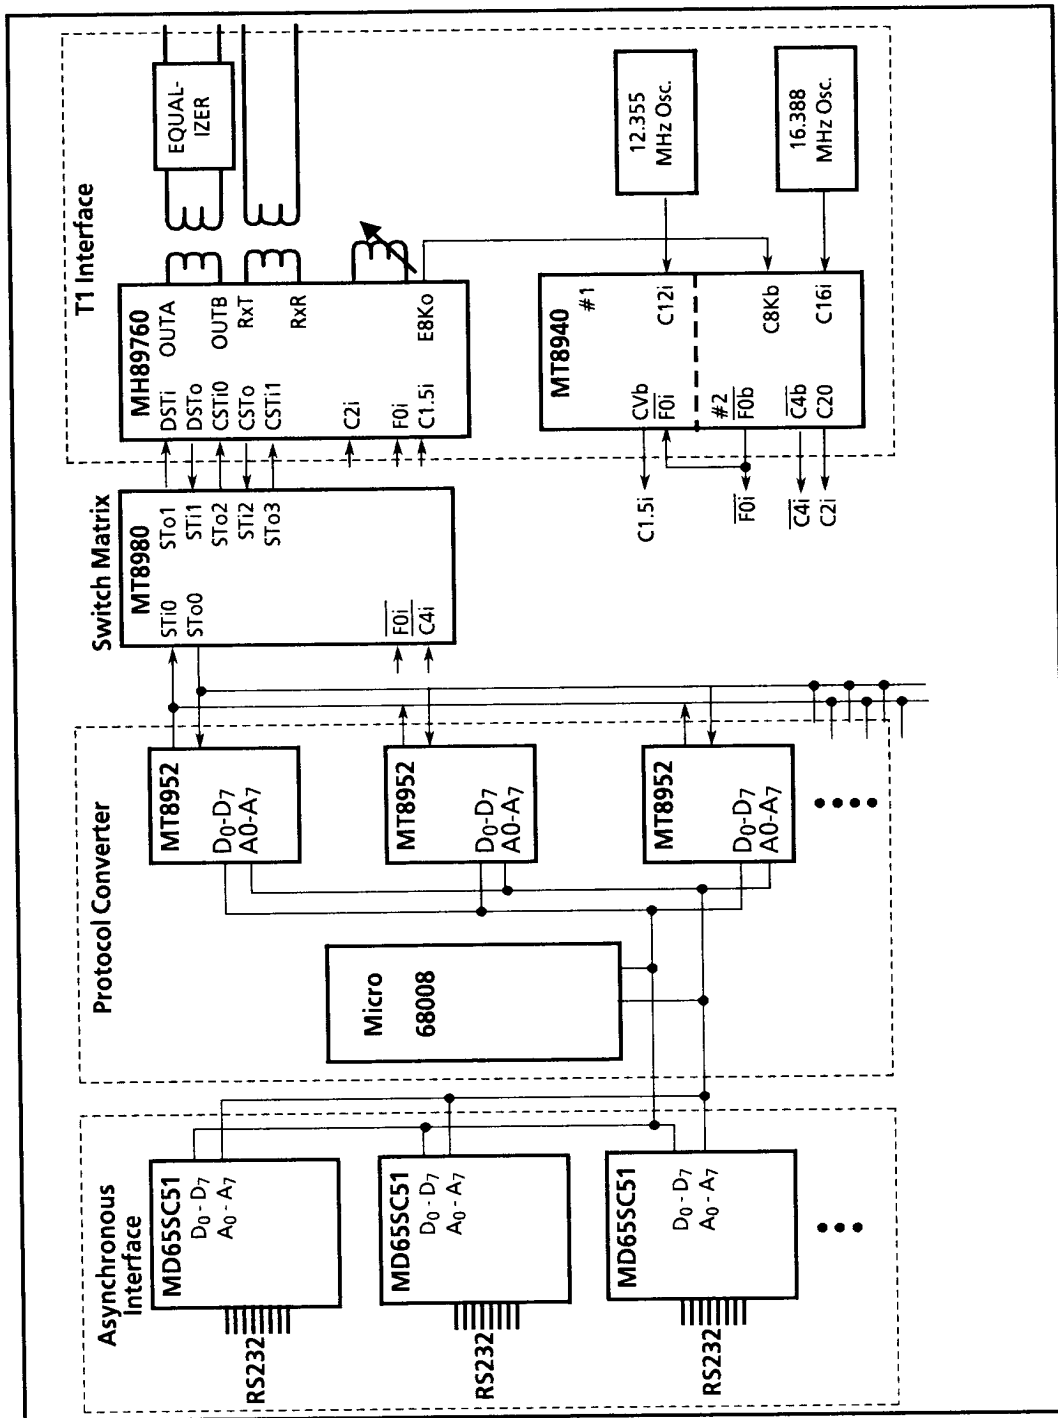 Asynchronous
Interface
MD65SC51
D0 - D7
A0 - A7
RS232
MD65SC51
D0 - D7
A0 - A7
RS232
MD65SC51
D0 - D7
A0 - A7
RS232
Protocol Converter
Micro
68008
MT8952
D0-D7
A0-A7
MT8952
D0-D7
A0-A7
MT8952
D0-D7
A0-A7
Switch Matrix
MT8980
STi0
STo0
STo1
STi1
STo2
STi2
STo3
F0i
C4i
T1 Interface
MH89760
DSTi
DSTo
CSTi0
CSTo
CSTi1
C2i
F0i
C1.5i
OUTA
OUTB
RxT
RxR
E8Ko
EQUAL-
IZER
MT8940
#1
CVb
F0i
C12i
#2
F0b
C8Kb
C4b
C20
C16i
C1.5i
F0i
C4i
C2i
12.355
MHz Osc.
16.388
MHz Osc.